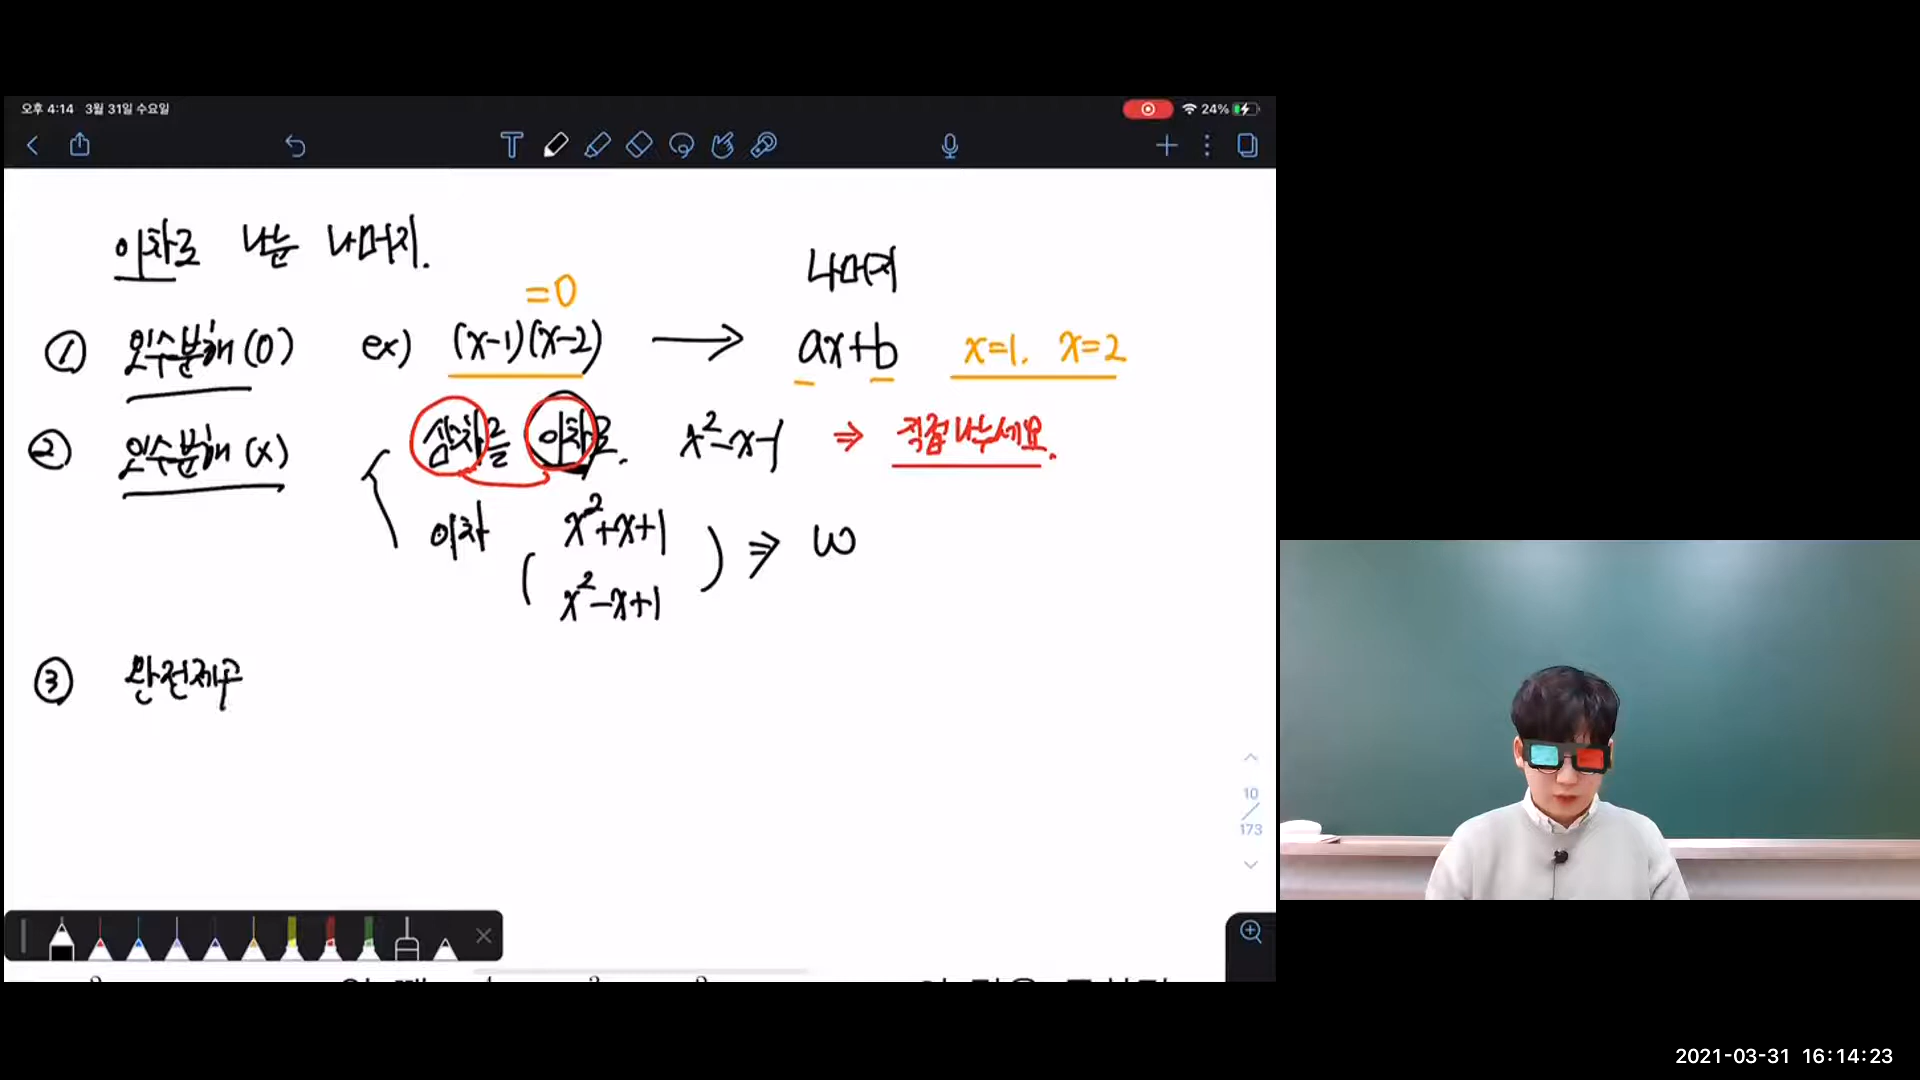 오후 4:14 3월 31일 수요일
24%
이차로 나눈 나머지.
=0
나머지
① 인수분해 (O) ex) (x-1)(x-2) → ax+b x=1, x=2
② 인수분해 (x) 삼차를 이차로. x²-x-1 ⇒ 직접 나누세요.
이차 ( x²+x+1
x²-x+1 ) ⇒ ω
③ 완전제곱
10
173
2021-03-31 16:14:23